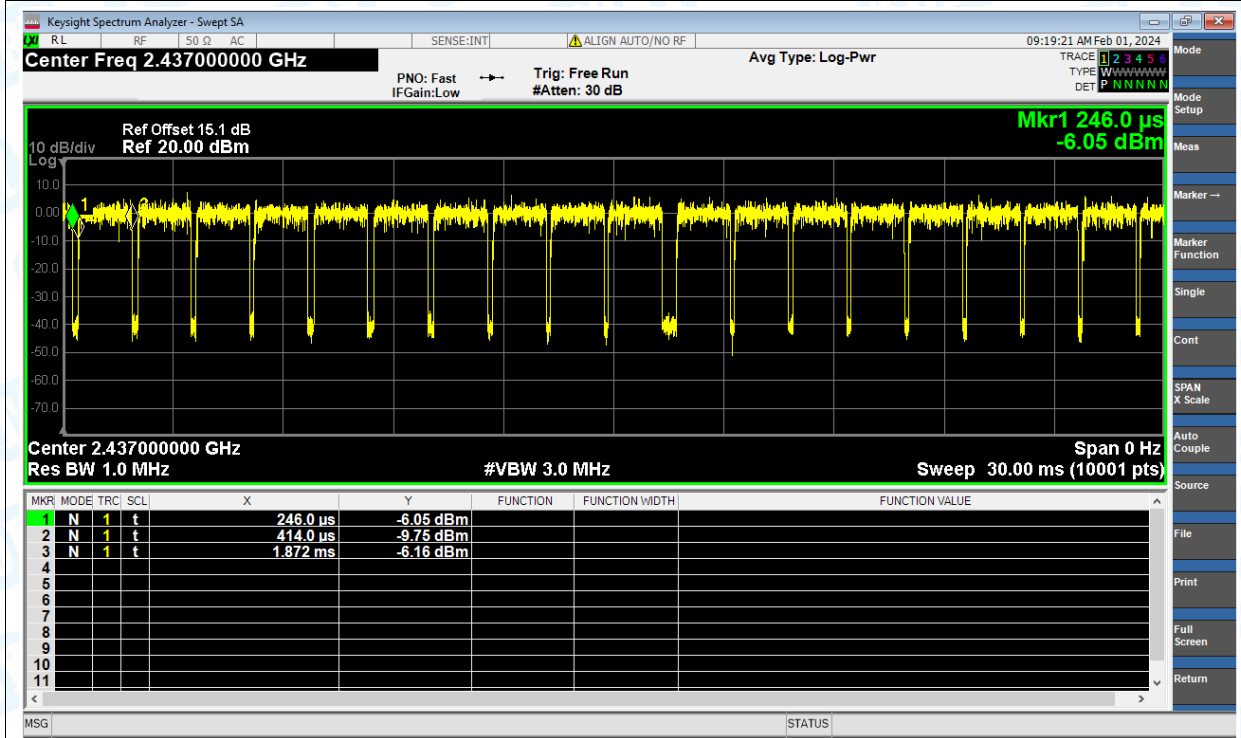 Keysight Spectrum Analyzer - Swept SA
LXI RL RF 50 Ω AC SENSE:INT ALIGN AUTO/NO RF 09:19:21 AM Feb 01, 2024
Center Freq 2.437000000 GHz
Avg Type: Log-Pwr
TRACE 1 2 3 4 5 6
TYPE WWWWWWW
DET P N N N N N
PNO: Fast Trig: Free Run
IFGain:Low #Atten: 30 dB
Ref Offset 15.1 dB
10 dB/div Ref 20.00 dBm
Log
Mkr1 246.0 µs
-6.05 dBm
10.0
0.00
-10.0
-20.0
-30.0
-40.0
-50.0
-60.0
-70.0
1
Center 2.437000000 GHz Span 0 Hz
Res BW 1.0 MHz #VBW 3.0 MHz Sweep 30.00 ms (10001 pts)
MKR MODE TRC SCL X Y FUNCTION FUNCTION WIDTH FUNCTION VALUE
1 N 1 t 246.0 µs -6.05 dBm
2 N 1 t 414.0 µs -9.75 dBm
3 N 1 t 1.872 ms -6.16 dBm
4
5
6
7
8
9
10
11
MSG STATUS
Mode
Mode
Setup
Meas
Marker →
Marker
Function
Single
Cont
SPAN
X Scale
Auto
Couple
Source
File
Print
Full
Screen
Return